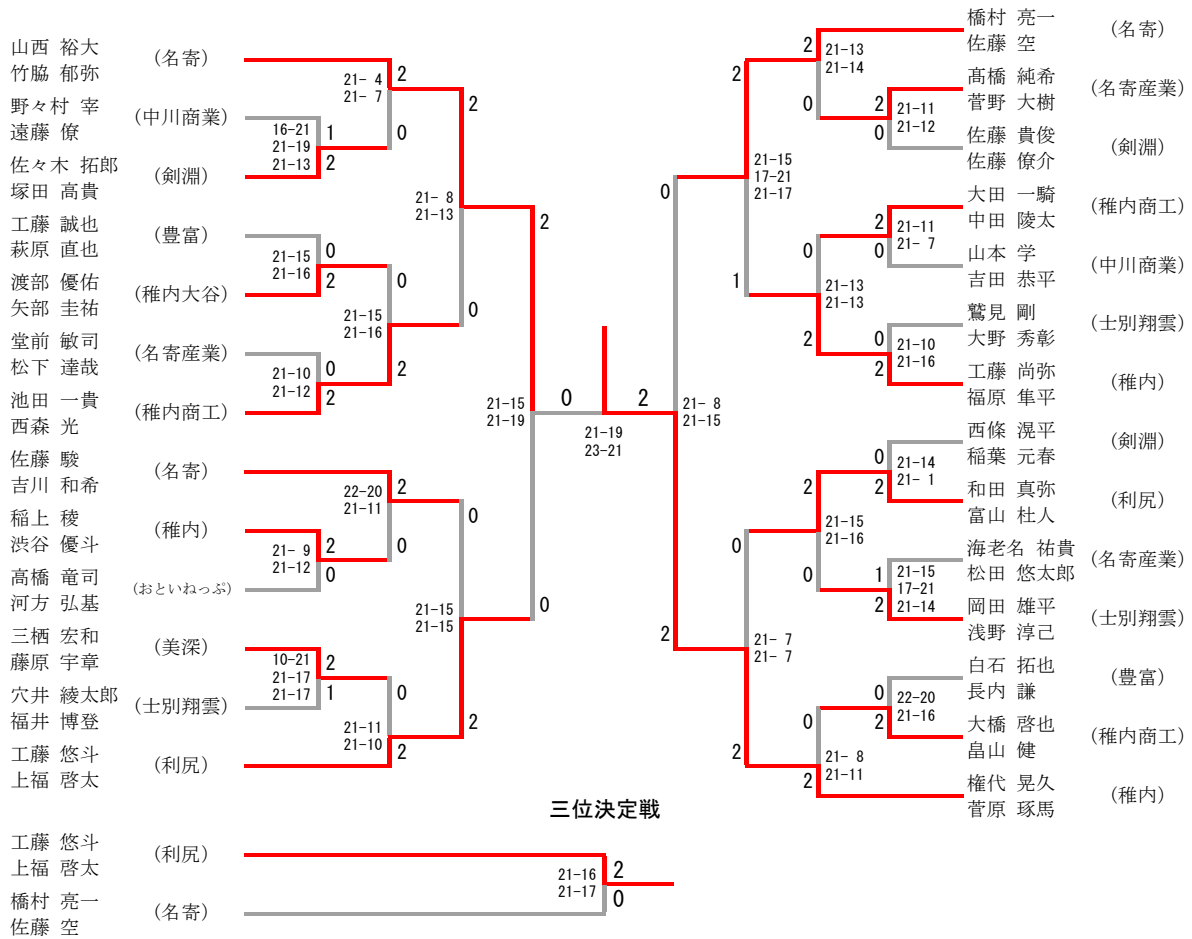 山西 裕大
竹脇 郁弥
(名寄)
野々村 宰
遠藤 僚
(中川商業)
佐々木 拓郎
塚田 高貴
(剣淵)
工藤 誠也
萩原 直也
(豊富)
渡部 優佑
矢部 圭祐
(稚内大谷)
堂前 敏司
松下 達哉
(名寄産業)
池田 一貴
西森 光
(稚内商工)
佐藤 駿
吉川 和希
(名寄)
稲上 稜
渋谷 優斗
(稚内)
高橋 竜司
河方 弘基
(おといねっぷ)
三栖 宏和
藤原 宇章
(美深)
穴井 綾太郎
福井 博登
(士別翔雲)
工藤 悠斗
上福 啓太
(利尻)
21- 4
21- 7
2
0
16-21
21-19
21-13
1
2
21-15
21-16
0
2
21-10
21-12
0
2
21-15
21-16
0
2
21- 8
21-13
2
0
22-20
21-11
2
0
21- 9
21-12
2
0
10-21
21-17
21-17
2
1
21-11
21-10
0
2
21-15
21-15
0
2
21-15
21-19
2
0
0
2
21-19
23-21
橋村 亮一
佐藤 空
(名寄)
髙橋 純希
菅野 大樹
(名寄産業)
佐藤 貴俊
佐藤 僚介
(剣淵)
大田 一騎
中田 陵太
(稚内商工)
山本 学
吉田 恭平
(中川商業)
鷲見 剛
大野 秀彰
(士別翔雲)
工藤 尚弥
福原 隼平
(稚内)
西條 滉平
稲葉 元春
(剣淵)
和田 真弥
富山 杜人
(利尻)
海老名 祐貴
松田 悠太郎
(名寄産業)
岡田 雄平
浅野 淳己
(士別翔雲)
白石 拓也
長内 謙
(豊富)
大橋 啓也
畠山 健
(稚内商工)
権代 晃久
菅原 琢馬
(稚内)
2
0
21-13
21-14
2
0
21-11
21-12
2
1
21-15
17-21
21-17
2
0
21-11
21- 7
0
2
21-13
21-13
0
2
21-10
21-16
0
2
21- 8
21-15
0
2
21-14
21- 1
2
0
21-15
21-16
1
2
21-15
17-21
21-14
0
2
21- 7
21- 7
0
2
22-20
21-16
0
2
21- 8
21-11
三位決定戦
工藤 悠斗
上福 啓太
(利尻)
橋村 亮一
佐藤 空
(名寄)
21-16
21-17
2
0